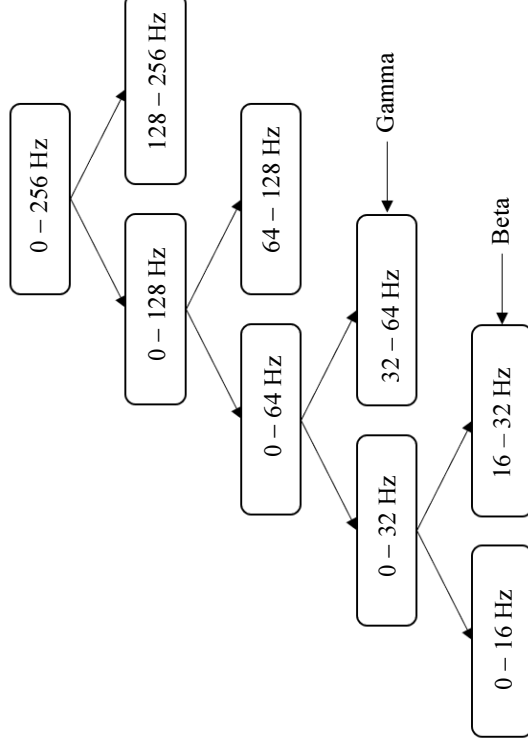 0 – 256 Hz
0 – 128 Hz
128 – 256 Hz
0 – 64 Hz
64 – 128 Hz
0 – 32 Hz
32 – 64 Hz
Gamma
0 – 16 Hz
16 – 32 Hz
Beta